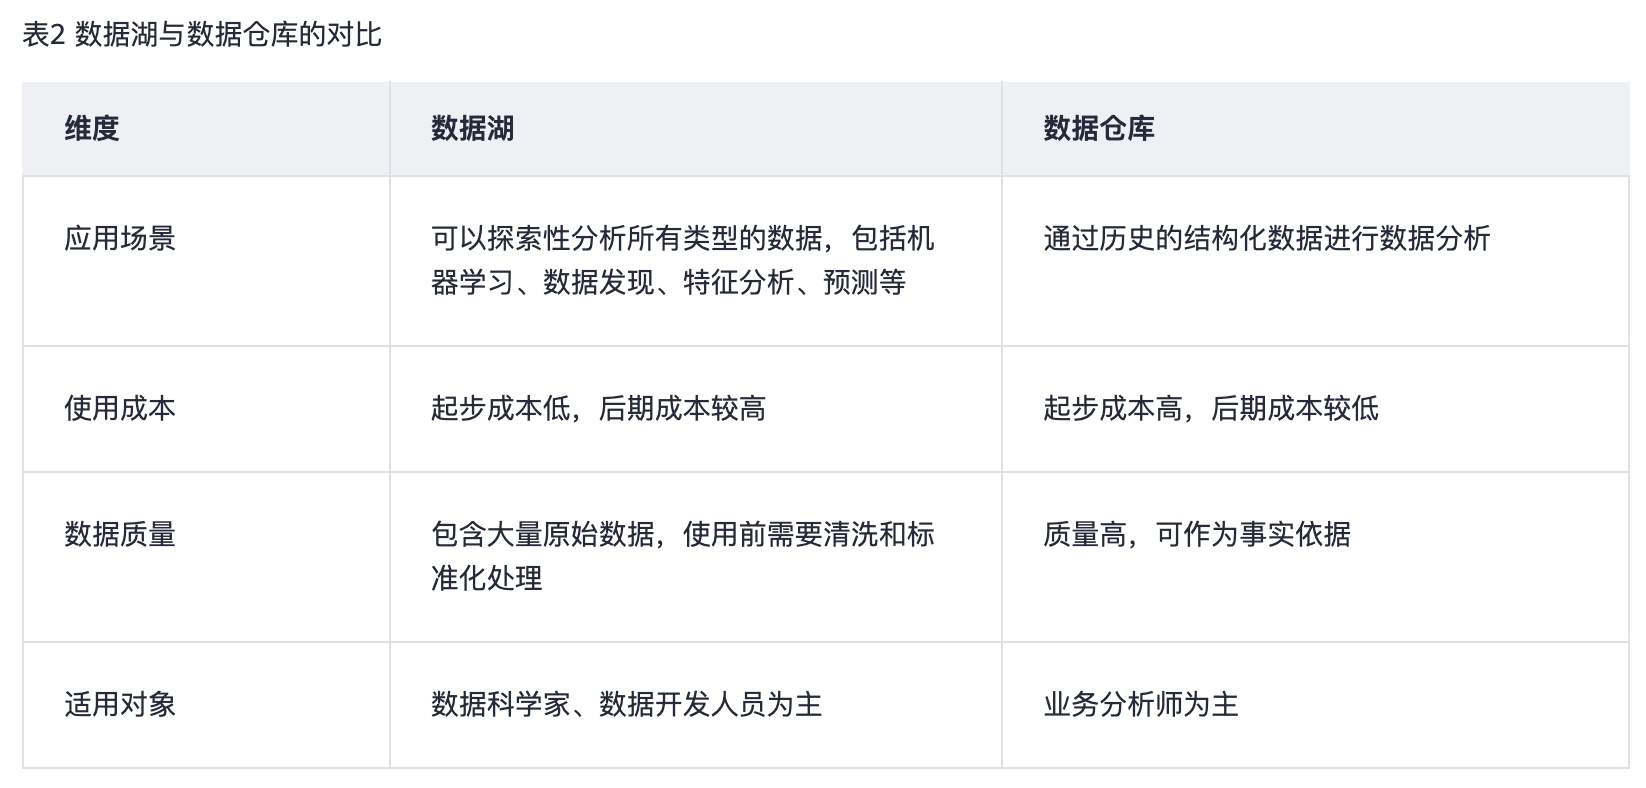 表2 数据湖与数据仓库的对比
维度 数据湖 数据仓库
应用场景 可以探索性分析所有类型的数据，包括机 通过历史的结构化数据进行数据分析
器学习、数据发现、特征分析、预测等
使用成本 起步成本低，后期成本较高 起步成本高，后期成本较低
数据质量 包含大量原始数据，使用前需要清洗和标 质量高，可作为事实依据
准化处理
适用对象 数据科学家、数据开发人员为主 业务分析师为主